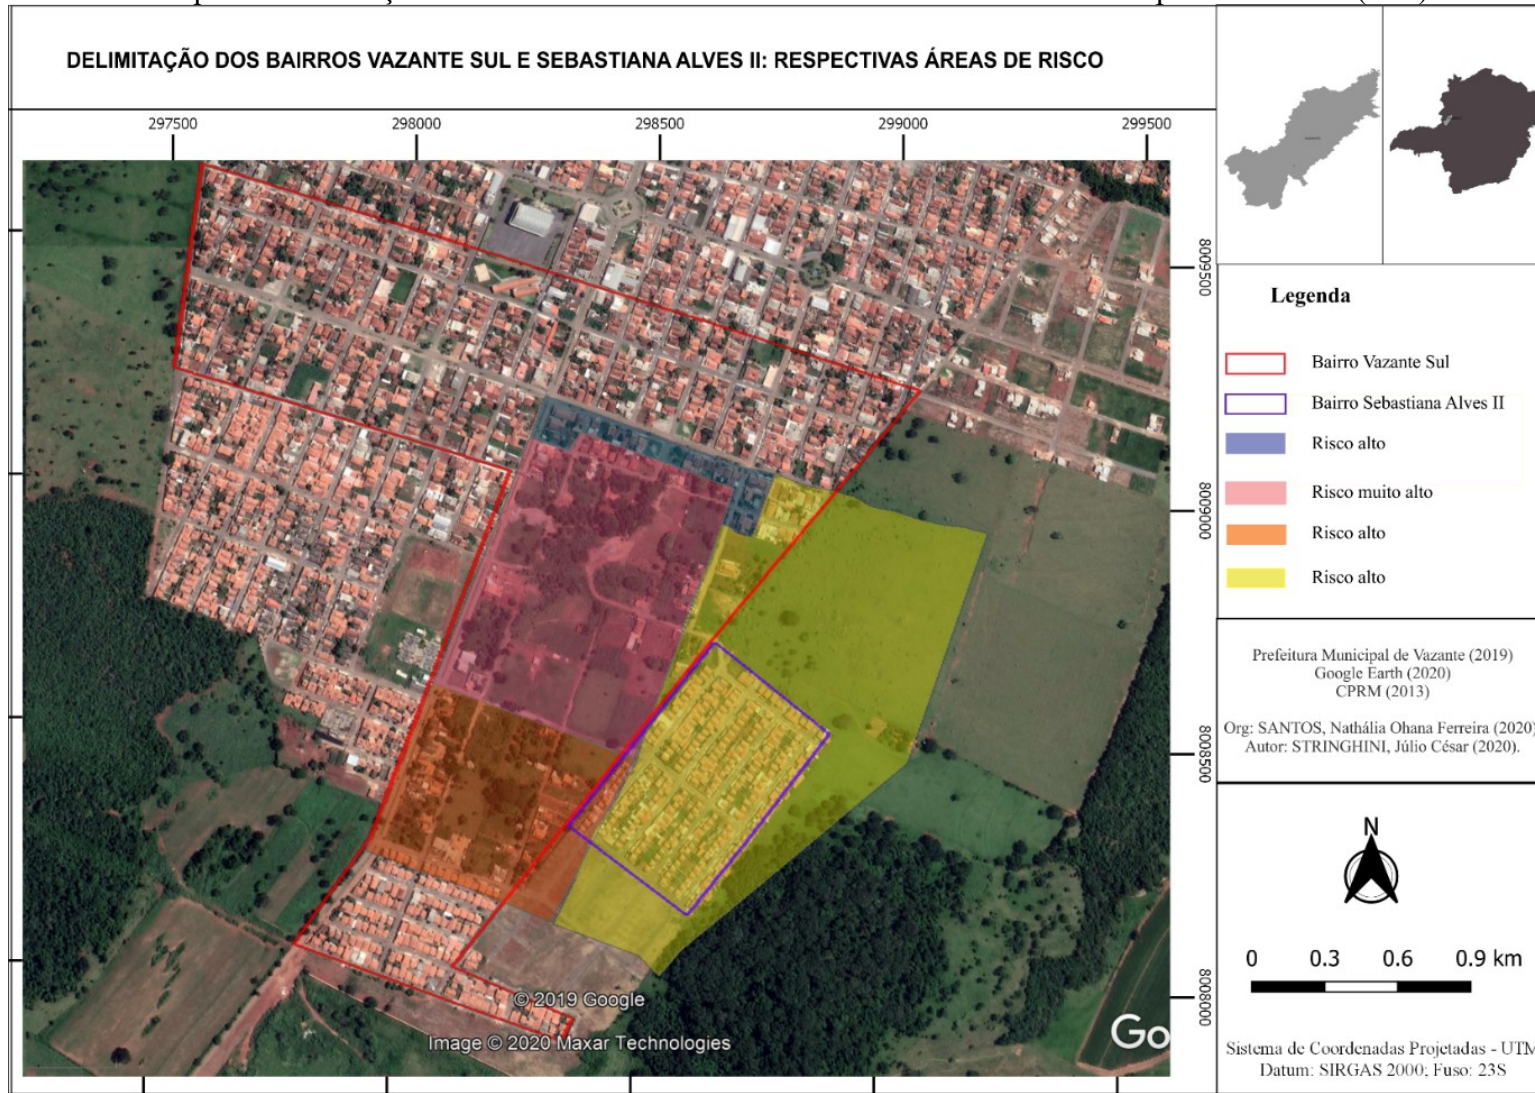 DELIMITAÇÃO DOS BAIRROS VAZANTE SUL E SEBASTIANA ALVES II: RESPECTIVAS ÁREAS DE RISCO
297500 298000 298500 299000 299500
8009500
8009000
8008500
8008000
© 2019 Google
Image © 2020 Maxar Technologies
Go
Legenda
Bairro Vazante Sul
Bairro Sebastiana Alves II
Risco alto
Risco muito alto
Risco alto
Risco alto
Prefeitura Municipal de Vazante (2019)
Google Earth (2020)
CPRM (2013)
Org: SANTOS, Nathália Ohana Ferreira (2020)
Autor: STRINGHINI, Júlio César (2020).
N
0 0.3 0.6 0.9 km
Sistema de Coordenadas Projetadas - UTM
Datum: SIRGAS 2000; Fuso: 23S